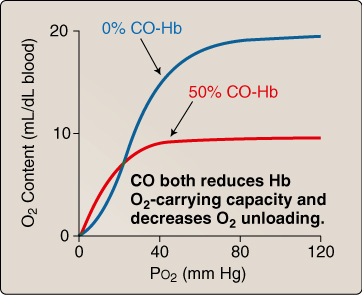 0% CO-Hb
50% CO-Hb
CO both reduces Hb
O₂-carrying capacity and
decreases O₂ unloading.
O₂ Content (mL/dL blood)
20
10
0
0 40 80 120
PO₂ (mm Hg)